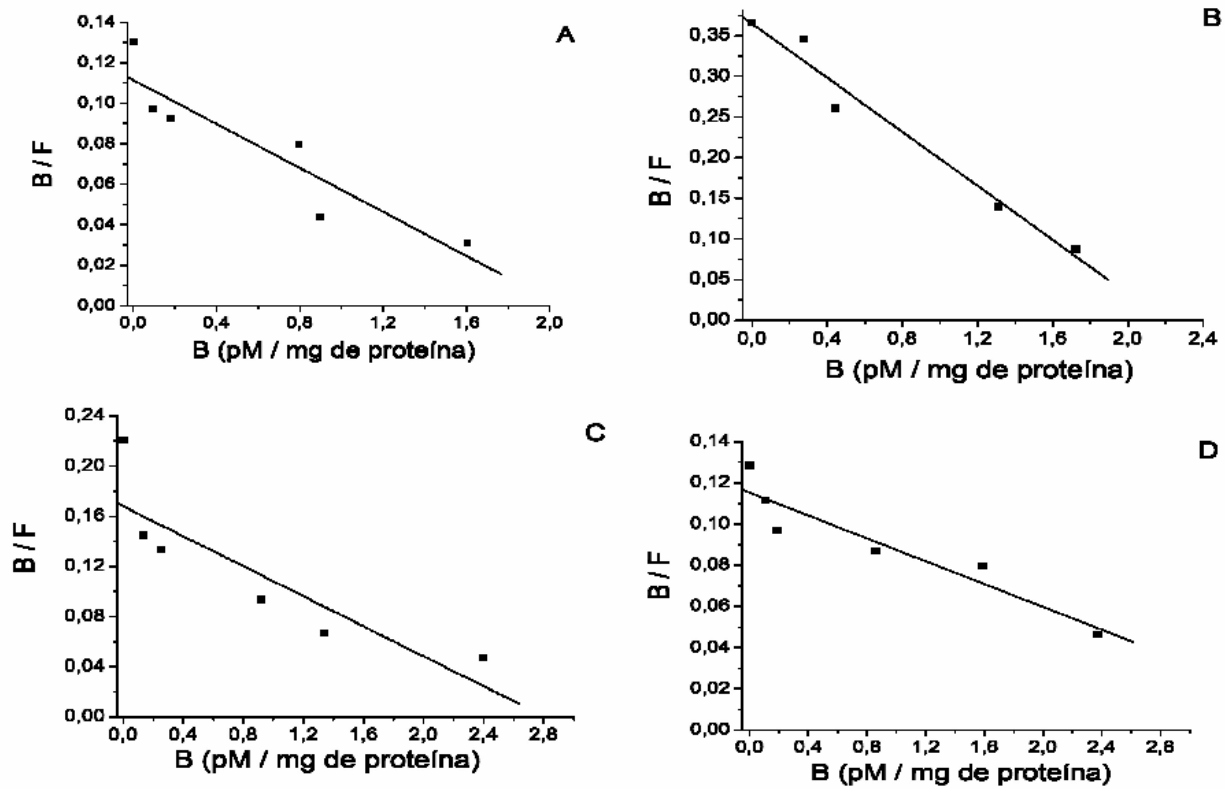 A
0,14
0,12
0,10
0,08
0,06
0,04
0,02
0,00
B / F
0,0 0,4 0,8 1,2 1,6 2,0
B (pM / mg de proteína)
B
0,35
0,30
0,25
0,20
0,15
0,10
0,05
0,00
B / F
0,0 0,4 0,8 1,2 1,6 2,0 2,4
B (pM / mg de proteína)
C
0,24
0,20
0,16
0,12
0,08
0,04
0,00
B / F
0,0 0,4 0,8 1,2 1,6 2,0 2,4 2,8
B (pM / mg de proteína)
D
0,14
0,12
0,10
0,08
0,06
0,04
0,02
0,00
B / F
0,0 0,4 0,8 1,2 1,6 2,0 2,4 2,8
B (pM / mg de proteína)